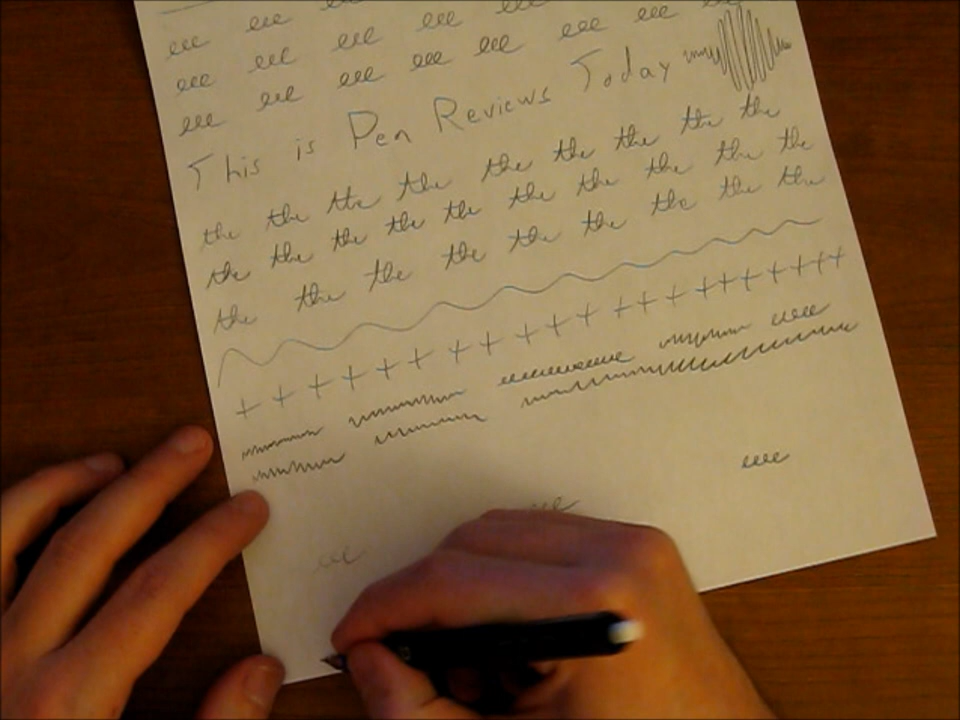 eee eee
eee eee eee eee eee
eee eee eee eee eee eee eee
This is Pen Reviews Today
the the the the the the the the the
the the the the the the the the the the
the the the the the the the the the
eee
eee eee eee